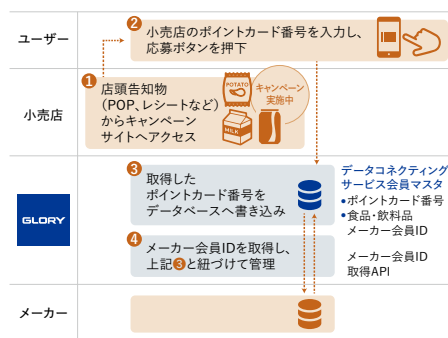 ユーザー
❷ 小売店のポイントカード番号を入力し、
応募ボタンを押下
小売店
❶ 店頭告知物
(POP、レシートなど)
からキャンペーン
サイトへアクセス
POTATO
MILK
キャンペーン
実施中
GLORY
❸ 取得した
ポイントカード番号を
データベースへ書き込み
❹ メーカー会員IDを取得し、
上記❸と紐づけて管理
データコネクティング
サービス会員マスタ
•ポイントカード番号
•食品・飲料品
メーカー会員ID
メーカー会員ID
取得API
メーカー